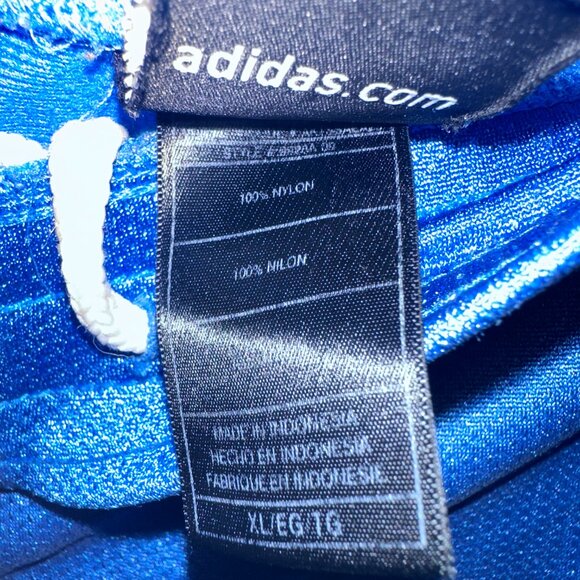 adidas.com
100% NYLON
100% NILON
MADE IN INDONESIA
HECHO EN INDONESIA
FABRIQUE EN INDONESIE
XL/EG TG